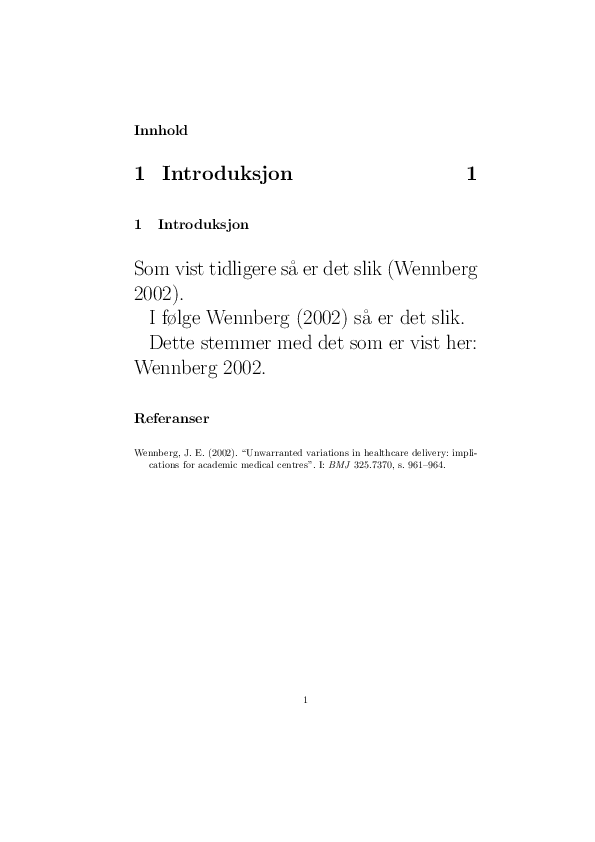 Innhold
1 Introduksjon 1
1 Introduksjon
Som vist tidligere så er det slik (Wennberg
2002).
I følge Wennberg (2002) så er det slik.
Dette stemmer med det som er vist her:
Wennberg 2002.
Referanser
Wennberg, J. E. (2002). “Unwarranted variations in healthcare delivery: impli-
cations for academic medical centres”. I: BMJ 325.7370, s. 961–964.
1